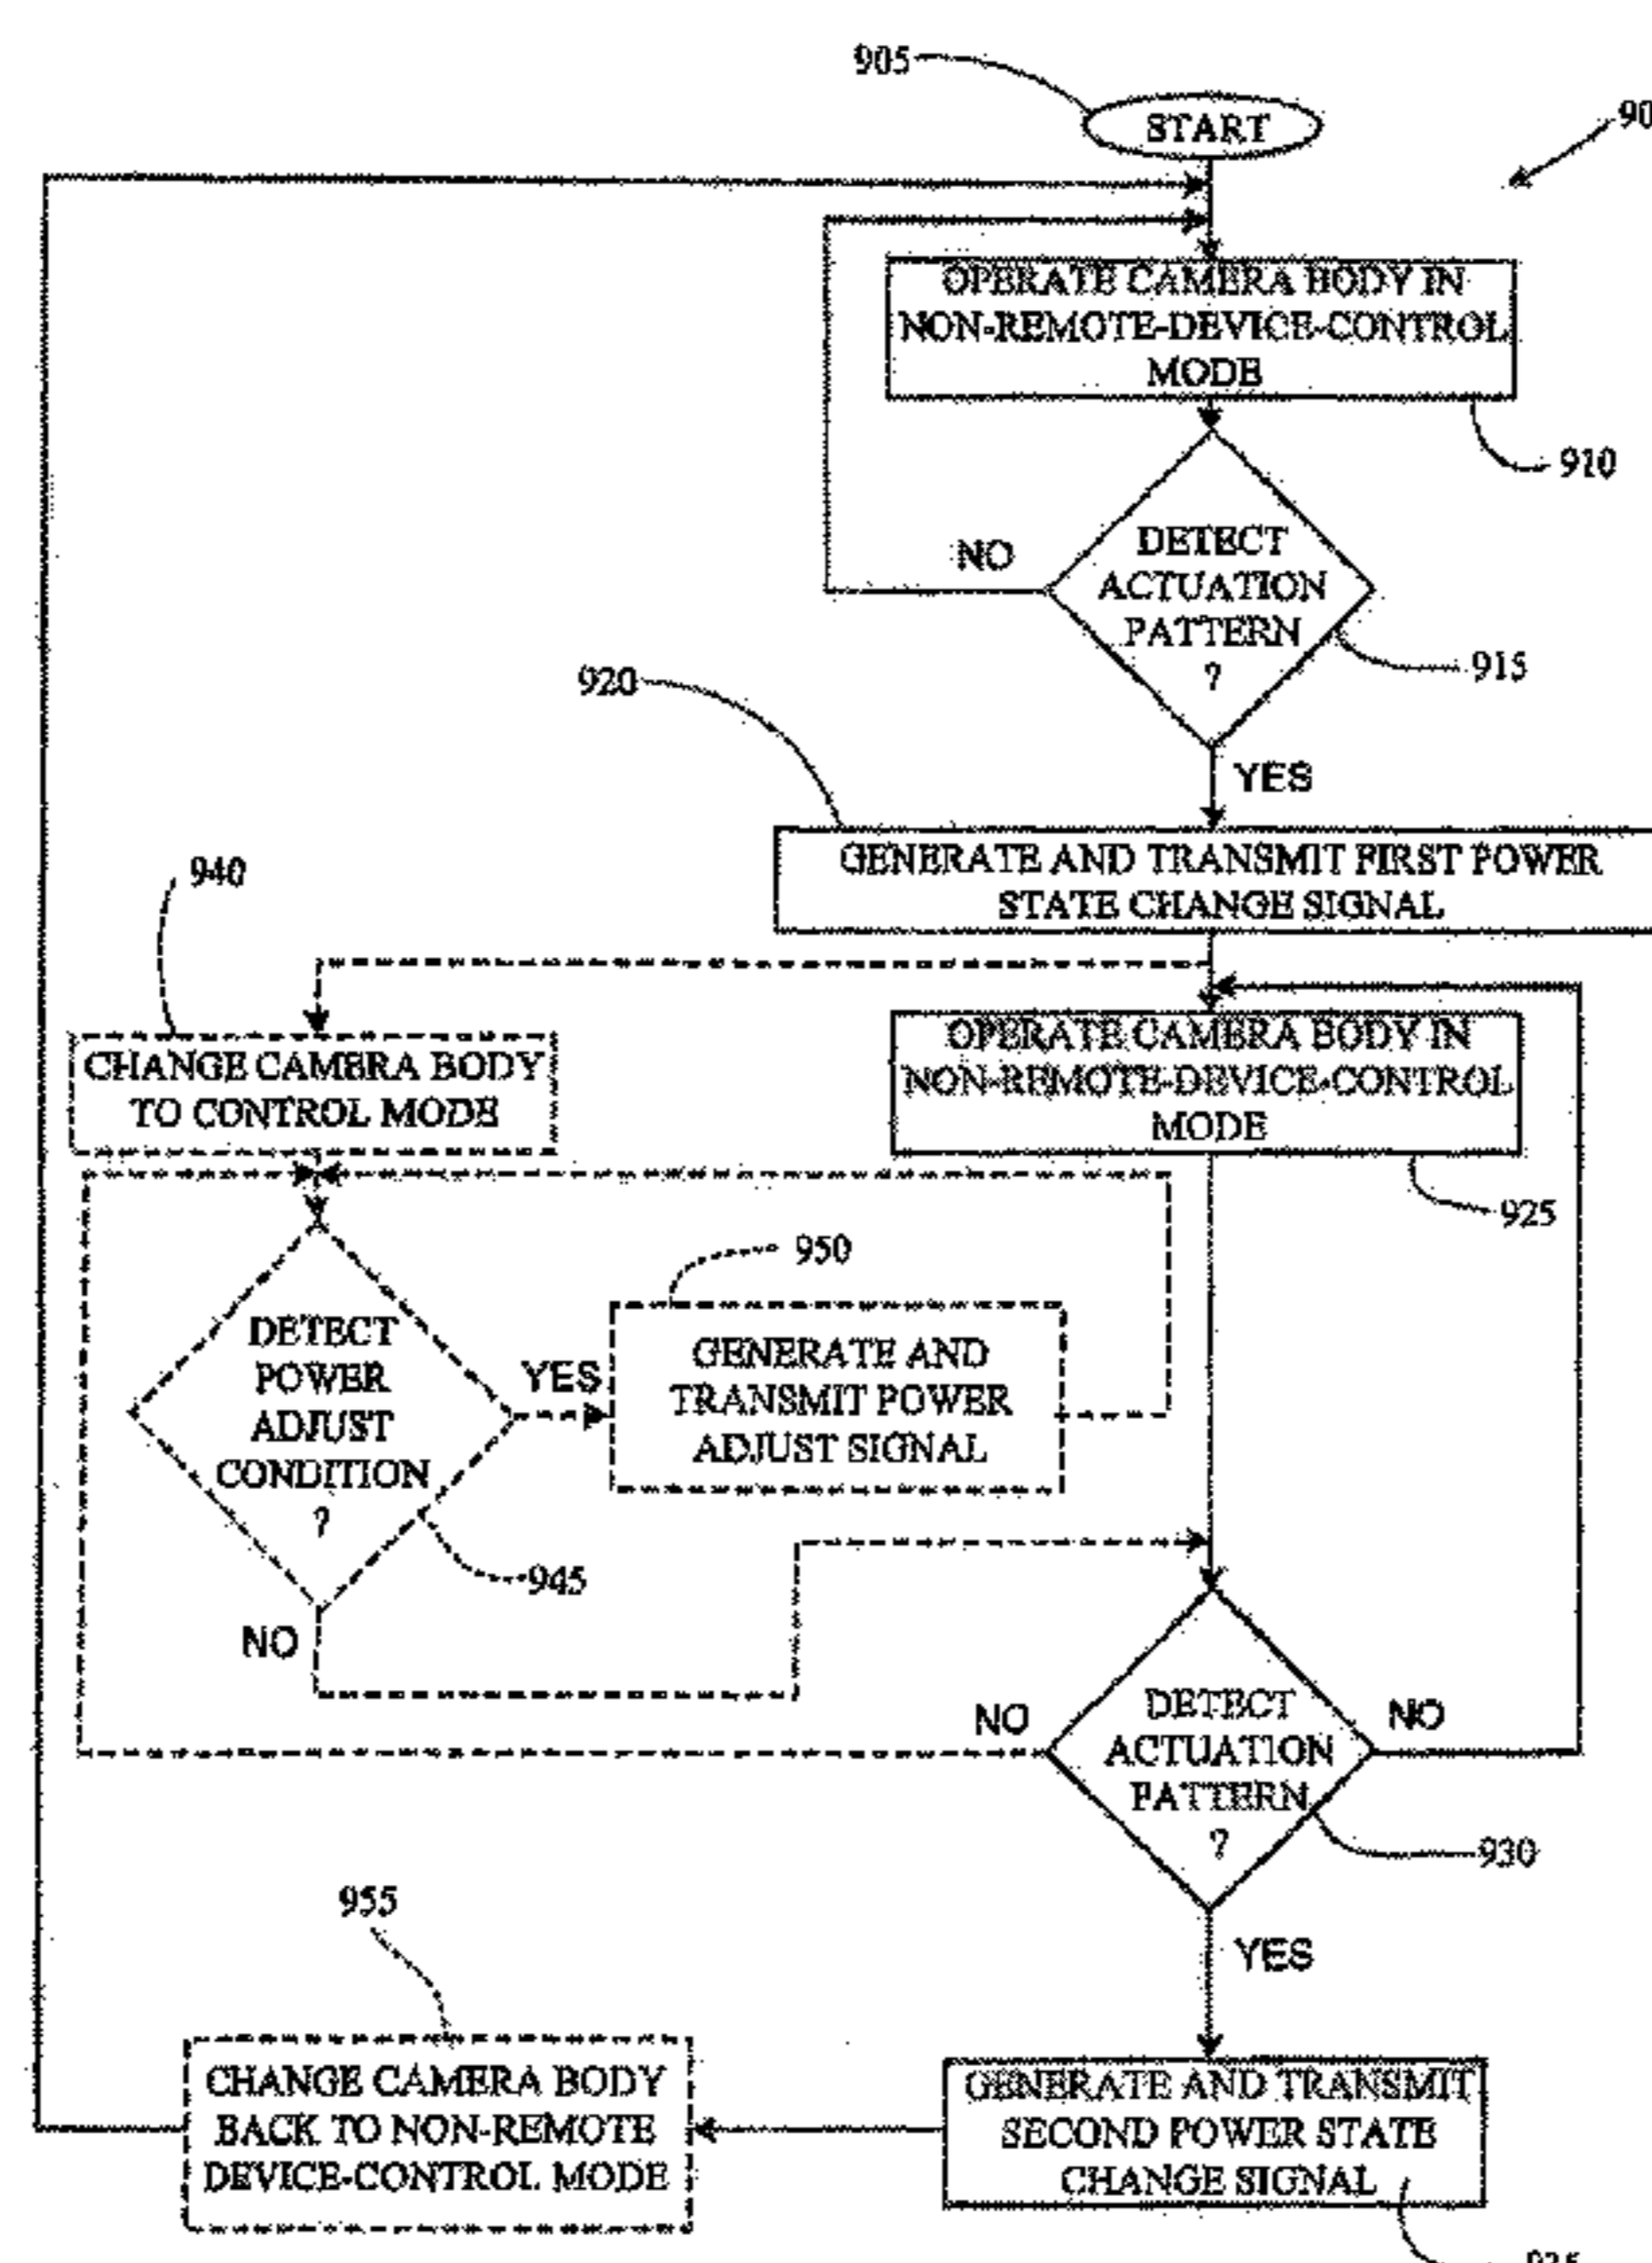 905
START
90
OPERATE CAMERA BODY IN
NON-REMOTE-DEVICE-CONTROL
MODE
910
DETECT
ACTUATION
PATTERN
?
NO
915
920
YES
GENERATE AND TRANSMIT FIRST POWER
STATE CHANGE SIGNAL
940
CHANGE CAMERA BODY
TO CONTROL MODE
OPERATE CAMERA BODY IN
NON-REMOTE-DEVICE-CONTROL
MODE
925
950
DETECT
POWER
ADJUST
CONDITION
?
YES
GENERATE AND
TRANSMIT POWER
ADJUST SIGNAL
945
NO
NO
DETECT
ACTUATION
PATTERN
?
NO
930
YES
955
CHANGE CAMERA BODY
BACK TO NON-REMOTE
DEVICE-CONTROL MODE
GENERATE AND TRANSMIT
SECOND POWER STATE
CHANGE SIGNAL